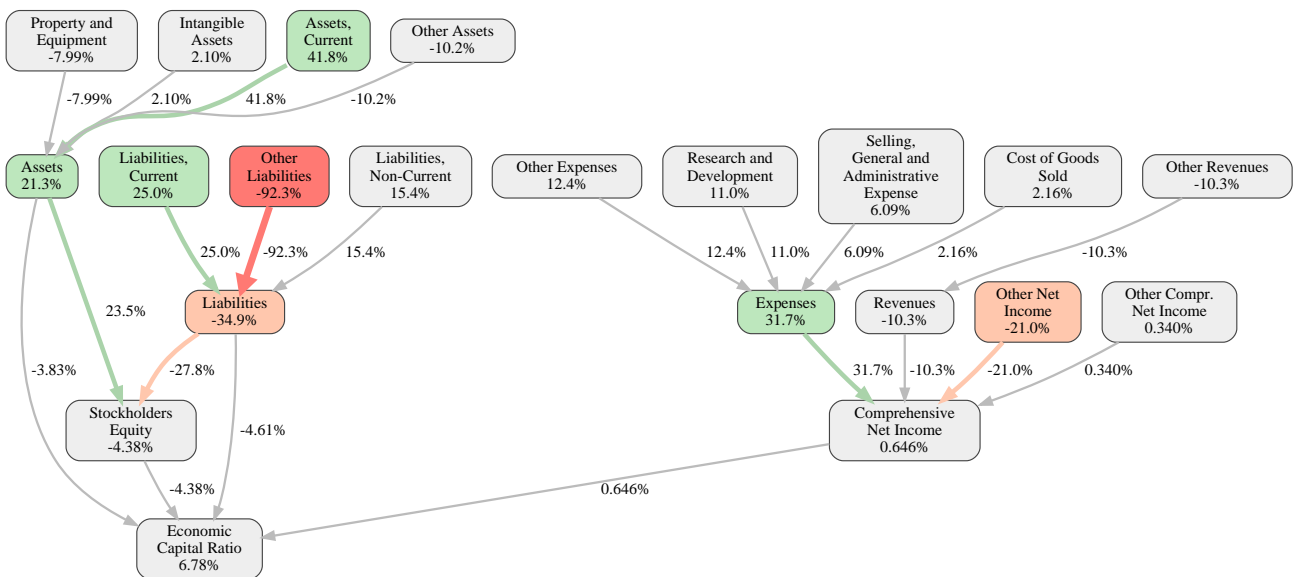 Property and
Equipment
-7.99%
Intangible
Assets
2.10%
Assets,
Current
41.8%
Other Assets
-10.2%
-7.99%
2.10%
41.8%
-10.2%
Assets
21.3%
Liabilities,
Current
25.0%
Other
Liabilities
-92.3%
Liabilities,
Non-Current
15.4%
Other Expenses
12.4%
Research and
Development
11.0%
Selling,
General and
Administrative
Expense
6.09%
Cost of Goods
Sold
2.16%
Other Revenues
-10.3%
25.0%
-92.3%
15.4%
12.4%
11.0%
6.09%
2.16%
-10.3%
Liabilities
-34.9%
Expenses
31.7%
Revenues
-10.3%
Other Net
Income
-21.0%
Other Compr.
Net Income
0.340%
23.5%
-3.83%
-27.8%
31.7%
-10.3%
-21.0%
0.340%
Stockholders
Equity
-4.38%
-4.61%
Comprehensive
Net Income
0.646%
-4.38%
0.646%
Economic
Capital Ratio
6.78%